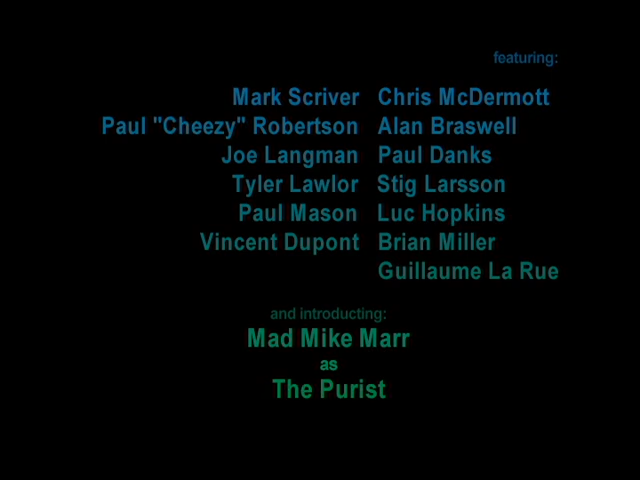 featuring:
Mark Scriver Chris McDermott
Paul "Cheezy" Robertson Alan Braswell
Joe Langman Paul Danks
Tyler Lawlor Stig Larsson
Paul Mason Luc Hopkins
Vincent Dupont Brian Miller
Guillaume La Rue
and introducting:
Mad Mike Marr
as
The Purist